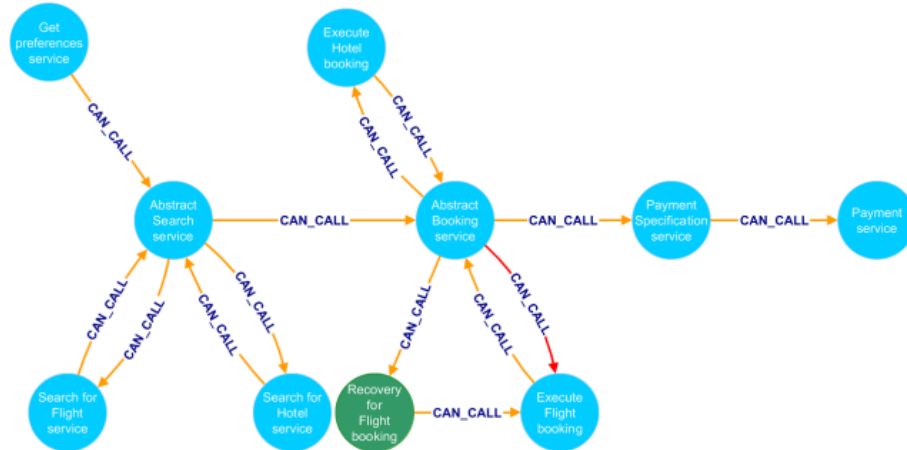 Get
preferences
service
Execute
Hotel
booking
CAN_CALL
CAN_CALL
CAN_CALL
Abstract
Search
service
CAN_CALL
Abstract
Booking
service
CAN_CALL
Payment
Specification
service
CAN_CALL
Payment
service
CAN_CALL
CAN_CALL
CAN_CALL
CAN_CALL
CAN_CALL
CAN_CALL
CAN_CALL
Search for
Flight
service
Search for
Hotel
service
Recovery
for
Flight
booking
CAN_CALL
Execute
Flight
booking